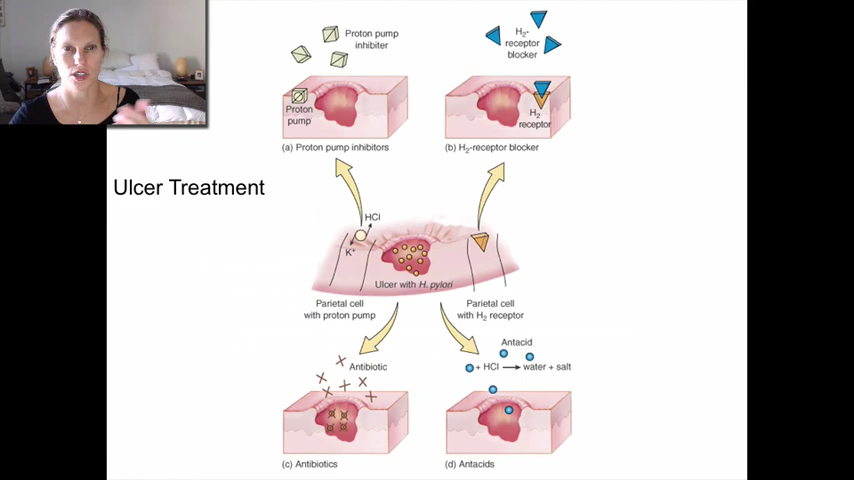 Proton pump
inhibiter
H₂-
receptor
blocker
Proton
pump
H₂
receptor
(a) Proton pump inhibitors
(b) H₂-receptor blocker
Ulcer Treatment
HCl
K⁺
Ulcer with H. pylori
Parietal cell
with proton pump
Parietal cell
with H₂ receptor
Antibiotic
Antacid
+ HCl → water + salt
(c) Antibiotics
(d) Antacids